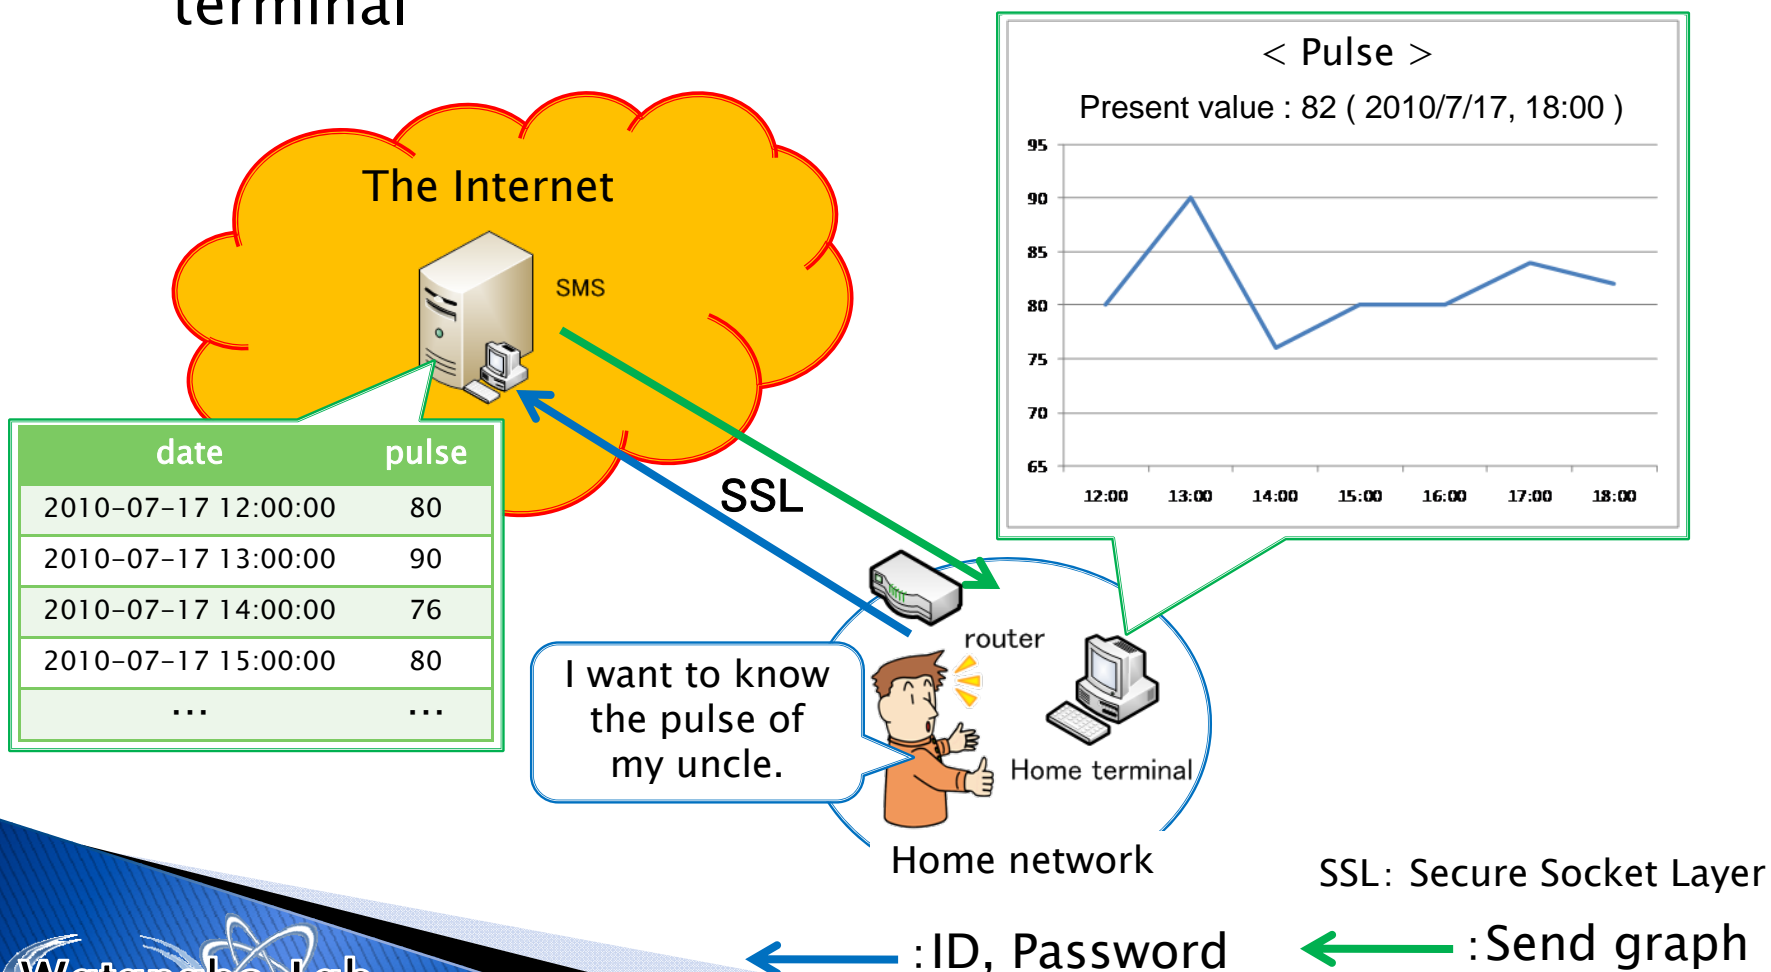 terminal
< Pulse >
Present value : 82 ( 2010/7/17, 18:00 )
95
90
85
80
75
70
65
12:00 13:00 14:00 15:00 16:00 17:00 18:00
The Internet
SMS
date pulse
2010-07-17 12:00:00 80
2010-07-17 13:00:00 90
2010-07-17 14:00:00 76
2010-07-17 15:00:00 80
... ...
SSL
router
I want to know
the pulse of
my uncle.
Home terminal
Home network
SSL: Secure Socket Layer
:ID, Password
:Send graph
Watanabe Lab